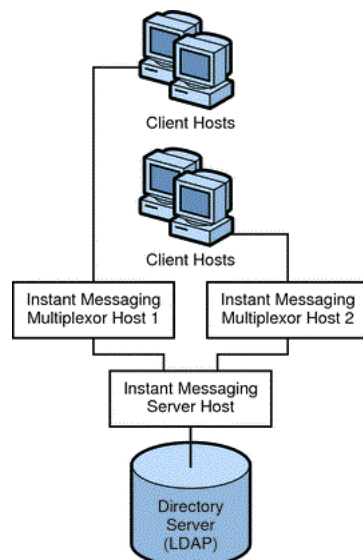 Client Hosts
Client Hosts
Instant Messaging
Multiplexor Host 1
Instant Messaging
Multiplexor Host 2
Instant Messaging
Server Host
Directory
Server
(LDAP)